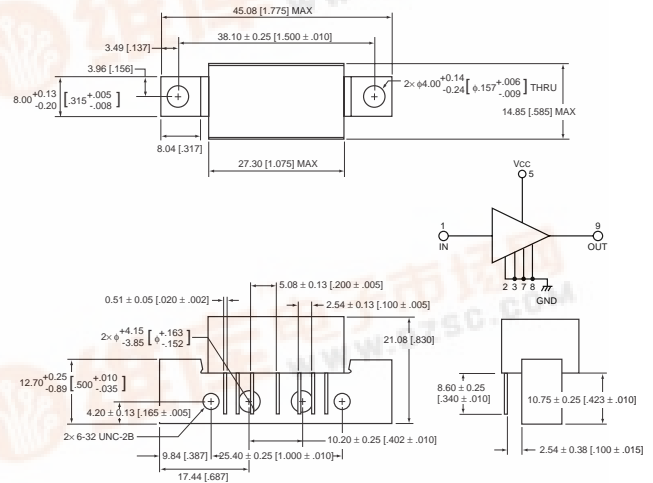 45.08 [1.775] MAX
38.10 ± 0.25 [1.500 ± .010]
3.49 [.137]
3.96 [.156]
8.00 +0.13 -0.20 [.315 +.005 -.008]
2× ϕ4.00 +0.14 -0.24 [ϕ.157 +.006 -.009] THRU
14.85 [.585] MAX
8.04 [.317]
27.30 [1.075] MAX
VCC
5
1
IN
9
OUT
2 3 7 8
GND
5.08 ± 0.13 [.200 ± .005]
0.51 ± 0.05 [.020 ± .002]
2.54 ± 0.13 [.100 ± .005]
2× ϕ +4.15 -3.85 [ϕ +.163 -.152]
21.08 [.830]
12.70 +0.25 -0.89 [.500 +.010 -.035]
4.20 ± 0.13 [.165 ± .005]
2× 6-32 UNC-2B
10.20 ± 0.25 [.402 ± .010]
9.84 [.387]
25.40 ± 0.25 [1.000 ± .010]
17.44 [.687]
8.60 ± 0.25
[.340 ± .010]
10.75 ± 0.25 [.423 ± .010]
2.54 ± 0.38 [.100 ± .015]